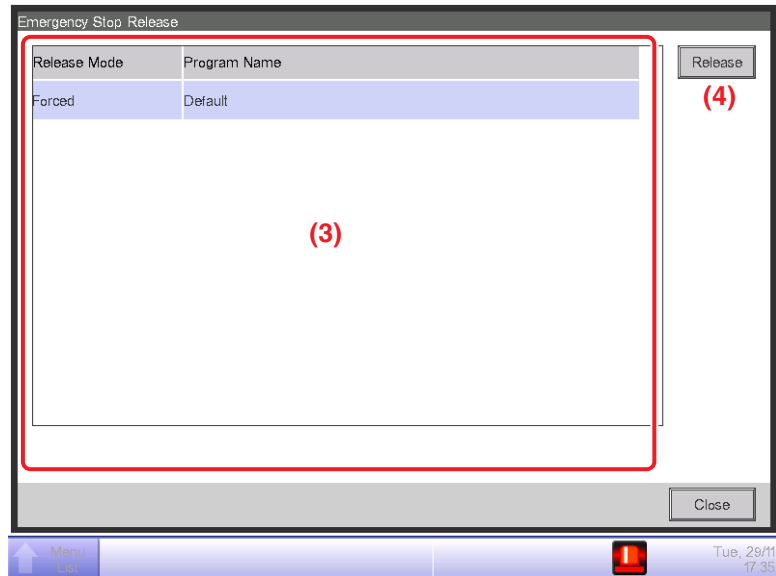 Emergency Stop Release
Release Mode Program Name
Release
Forced Default
(4)
(3)
Close
Menu List
Tue, 29/11
17:35